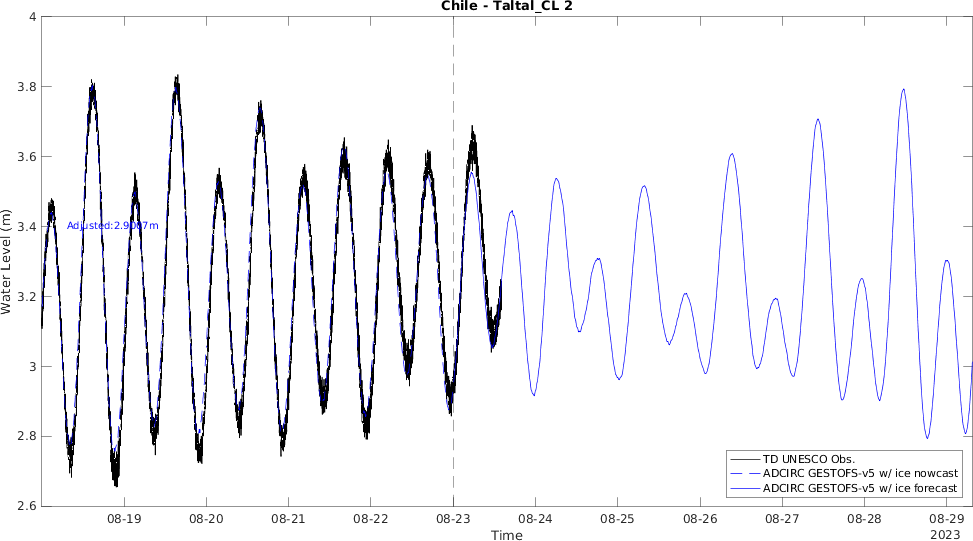 Chile - Taltal_CL 2
Water Level (m)
4
3.8
3.6
3.4
3.2
3
2.8
2.6
Adjusted:2.9007m
TD UNESCO Obs.
ADCIRC GESTOFS-v5 w/ ice nowcast
ADCIRC GESTOFS-v5 w/ ice forecast
08-19
08-20
08-21
08-22
08-23
08-24
08-25
08-26
08-27
08-28
08-29
2023
Time